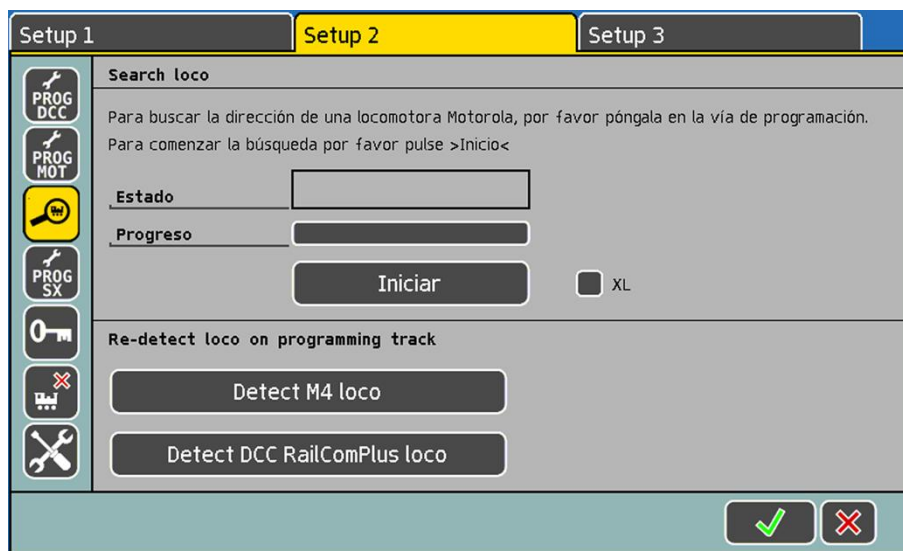 Setup 1
Setup 2
Setup 3
PROG
DCC
PROG
MOT
PROG
SX
Search loco
Para buscar la dirección de una locomotora Motorola, por favor póngala en la vía de programación.
Para comenzar la búsqueda por favor pulse >Inicio<
Estado
Progreso
Iniciar
XL
Re-detect loco on programming track
Detect M4 loco
Detect DCC RailComPlus loco